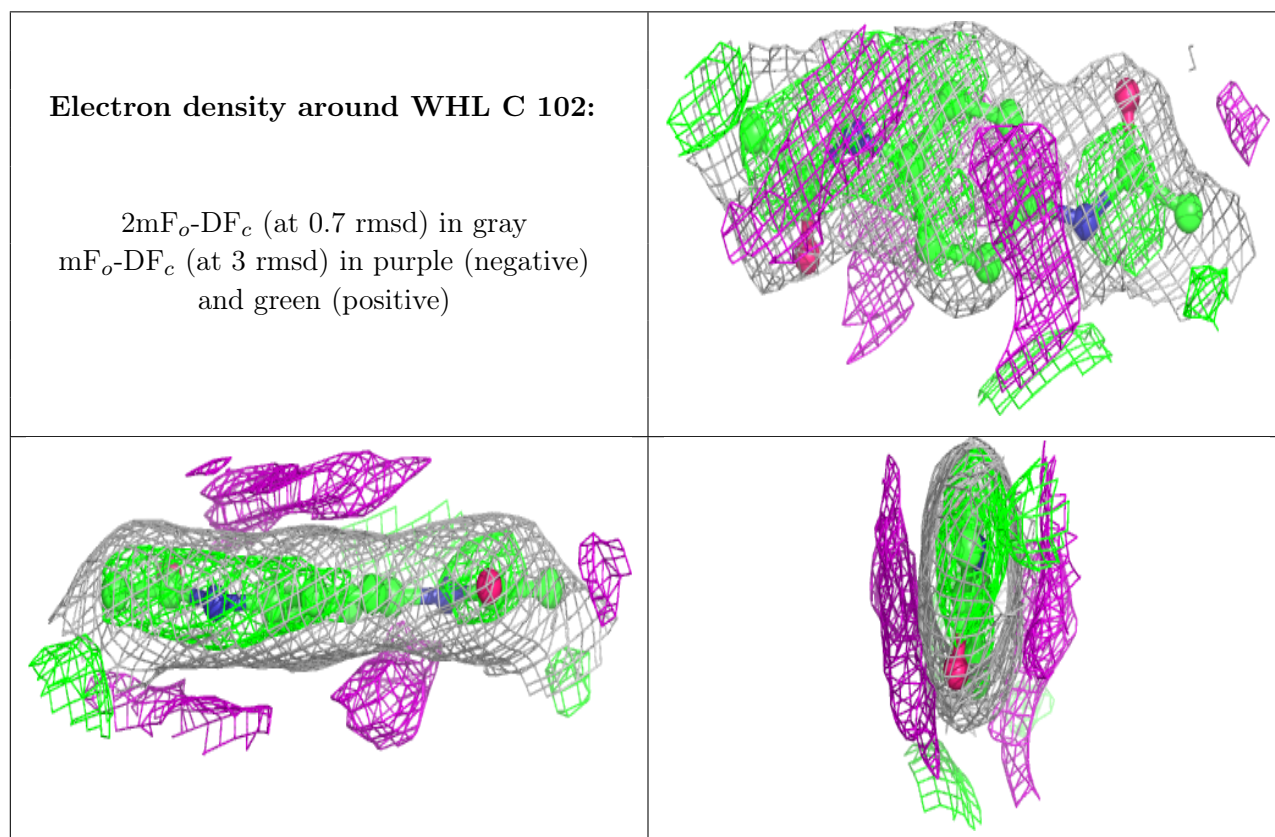 Electron density around WHL C 102:
2mFₒ-DF𝒸 (at 0.7 rmsd) in gray
mFₒ-DF𝒸 (at 3 rmsd) in purple (negative)
and green (positive)